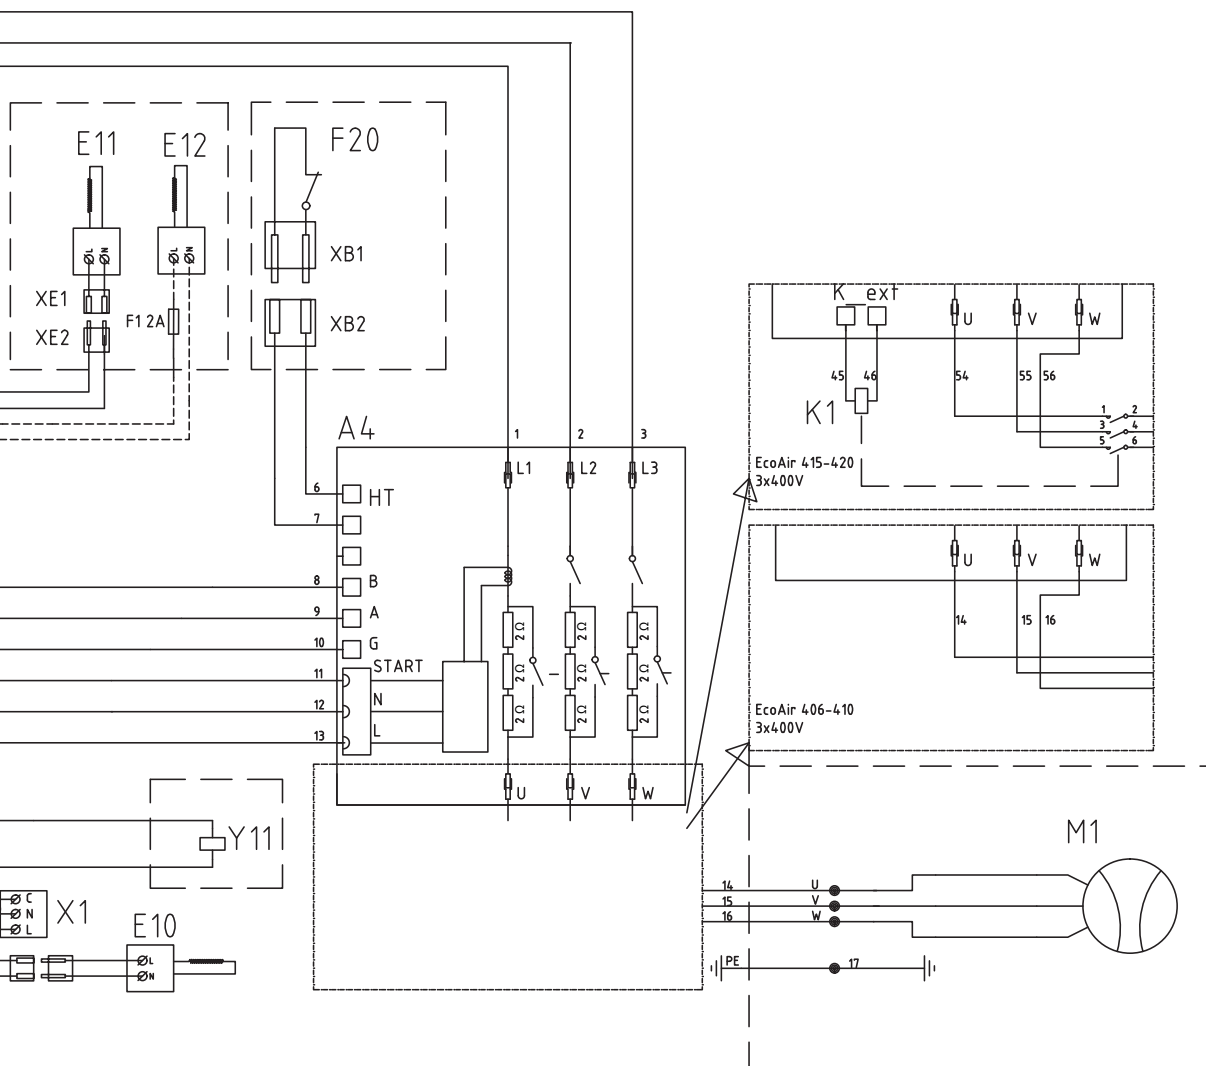 E11
E12
F20
L N
L N
XB1
XE1
XE2
F1 2A
XB2
A4
1 2 3
L1 L2 L3
6
HT
7
8 B
9 A
10 G
11 START
12 N
13 L
2 Ω 2 Ω 2 Ω
2 Ω 2 Ω 2 Ω
2 Ω 2 Ω 2 Ω
U V W
Y11
C
N
L
X1
E10
L
N
K_ext
U V W
45 46 54 55 56
K1
1 2
3 4
5 6
EcoAir 415-420
3x400V
U V W
14 15 16
EcoAir 406-410
3x400V
M1
14 U
15 V
16 W
PE 17